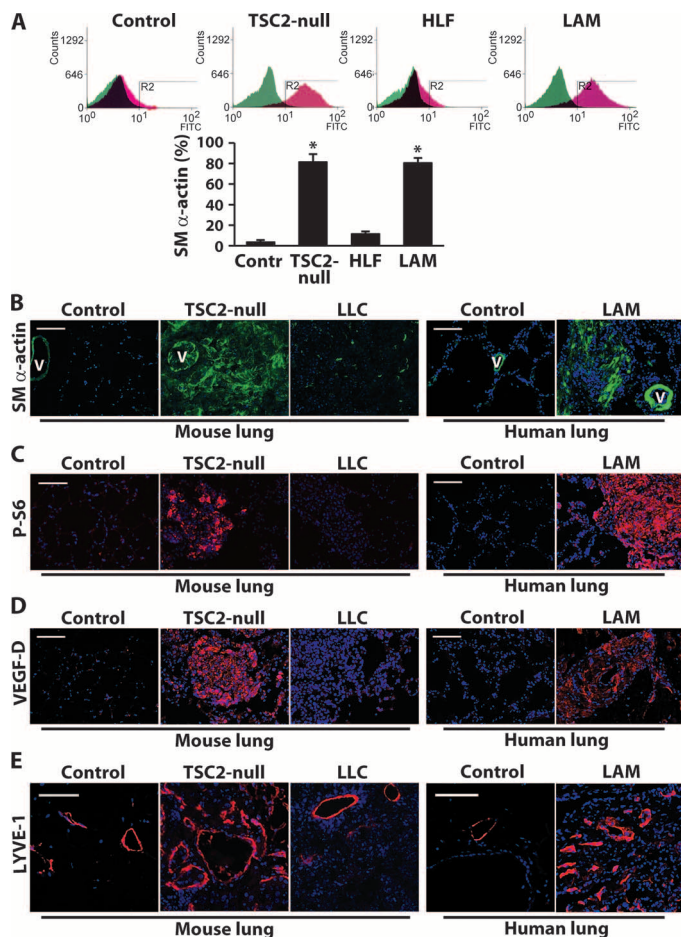 A
Control TSC2-null HLF LAM
Counts 1292 646 R2 10⁰ 10¹ 10² FITC
Counts 1292 646 R2 10⁰ 10¹ 10² FITC
Counts 1292 646 R2 10⁰ 10¹ 10² FITC
Counts 1292 646 R2 10⁰ 10¹ 10² FITC
SM α-actin (%)
100
80
60
40
20
0
* *
Contr TSC2-null HLF LAM
B
Control TSC2-null LLC Control LAM
SM α-actin
V V V V
Mouse lung Human lung
C
Control TSC2-null LLC Control LAM
P-S6
Mouse lung Human lung
D
Control TSC2-null LLC Control LAM
VEGF-D
Mouse lung Human lung
E
Control TSC2-null LLC Control LAM
LYVE-1
Mouse lung Human lung